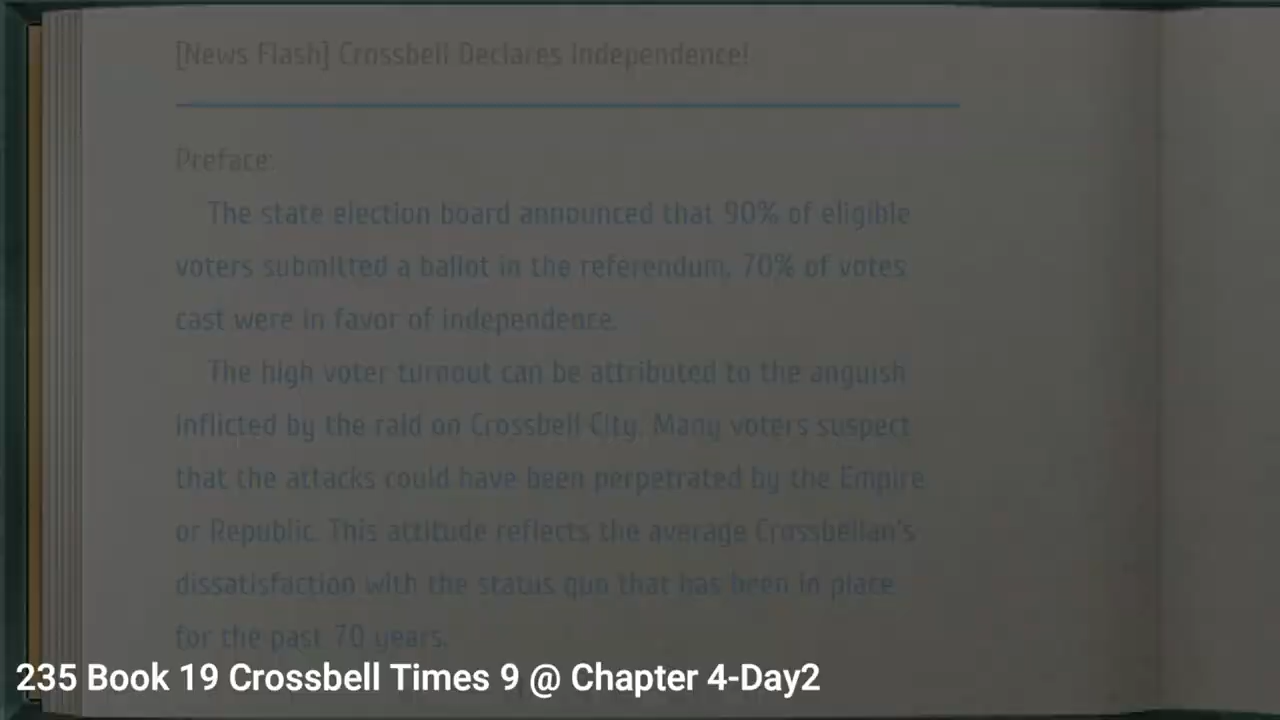 [News Flash] Crossbell Declares Independence!
Preface:
The state election board announced that 90% of eligible
voters submitted a ballot in the referendum. 70% of votes
cast were in favor of independence.
The high voter turnout can be attributed to the anguish
inflicted by the raid on Crossbell City. Many voters suspect
that the attacks could have been perpetrated by the Empire
or Republic. This attitude reflects the average Crossbellan's
dissatisfaction with the status quo that has been in place
for the past 70 years.
235 Book 19 Crossbell Times 9 @ Chapter 4-Day2